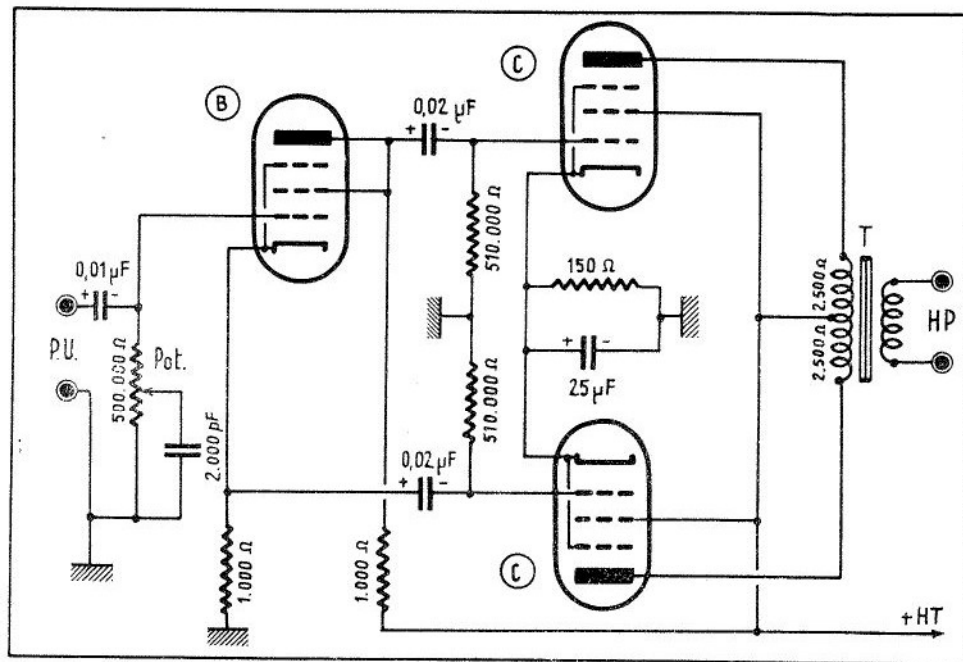 B
C
0,02 µF
+ -
0,01 µF
+ -
P.U.
500.000 Ω
Pot.
2.000 pF
510.000 Ω
510.000 Ω
150 Ω
+ -
25 µF
T
2.500 Ω
2.500 Ω
HP
0,02 µF
+ -
1.000 Ω
1.000 Ω
C
+HT